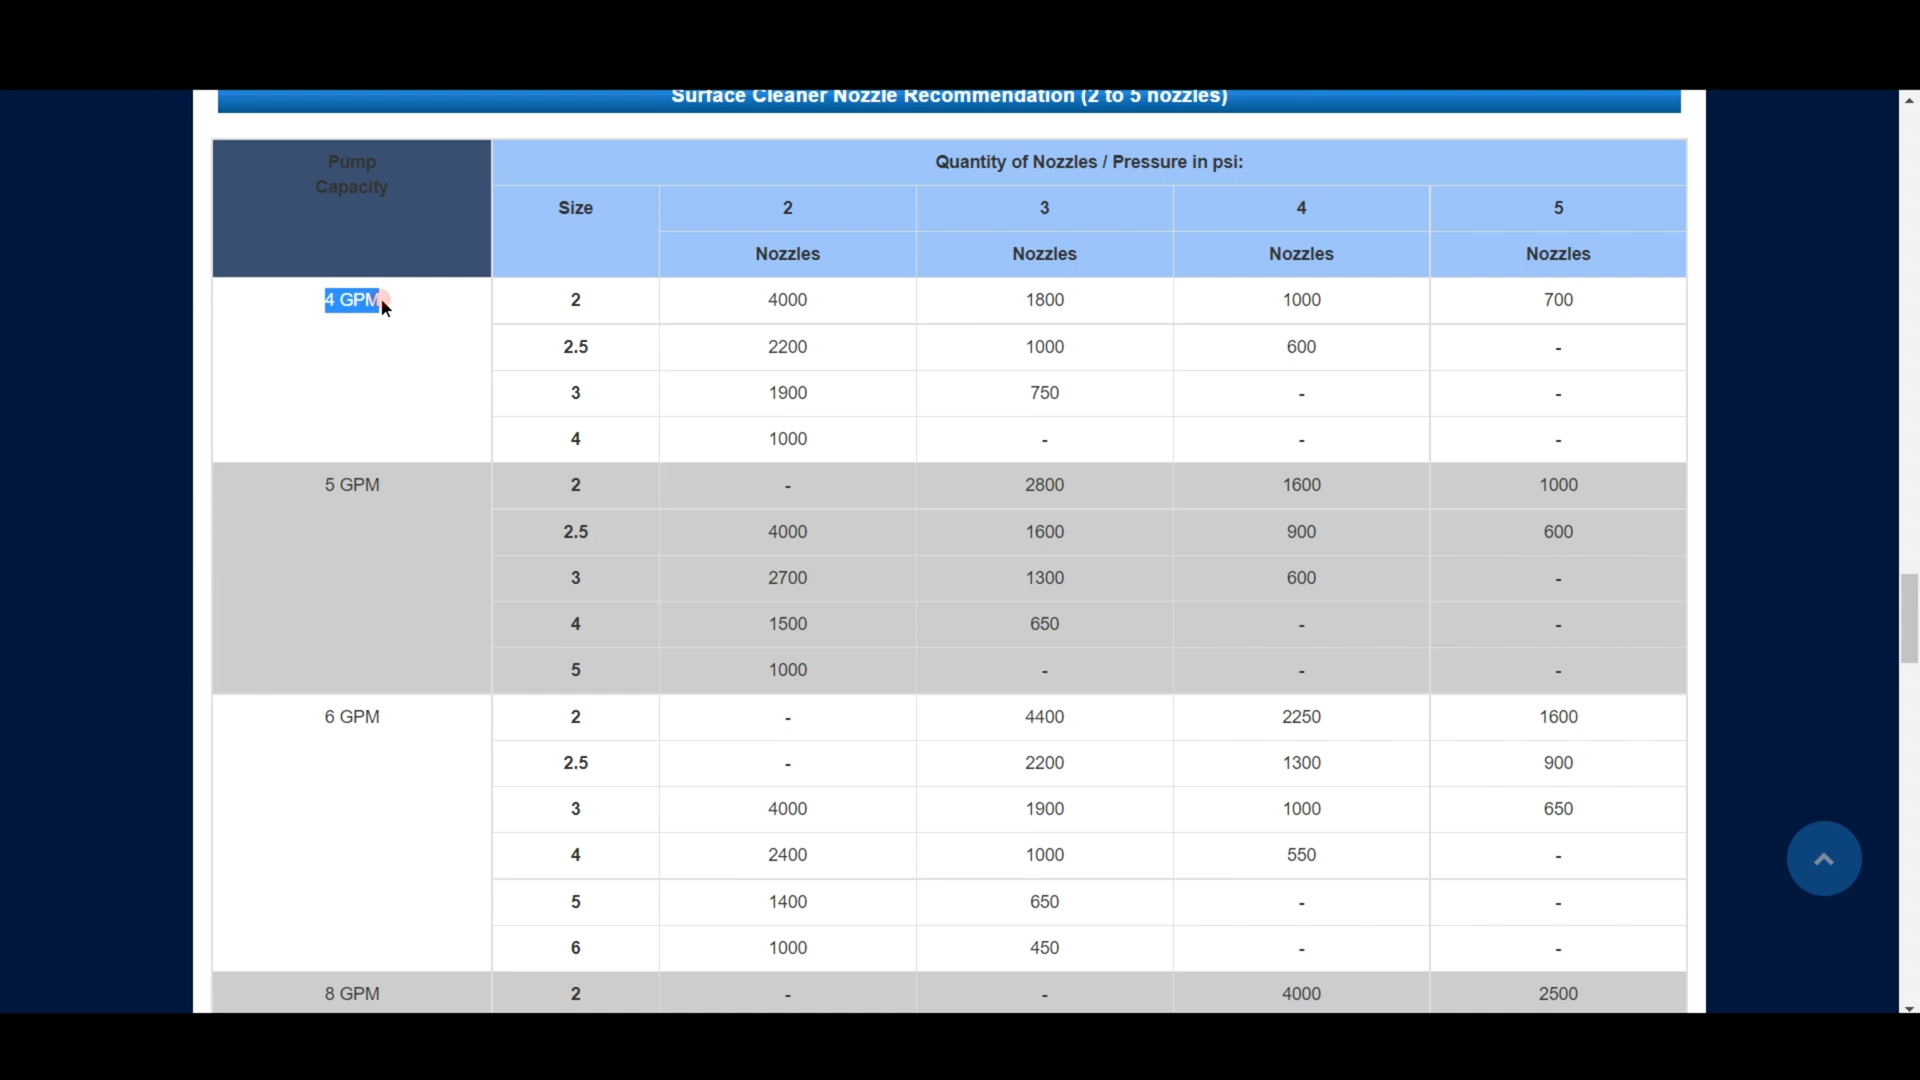 Surface Cleaner Nozzle Recommendation (2 to 5 nozzles)
Pump
Capacity
Quantity of Nozzles / Pressure in psi:
Size 2 3 4 5
Nozzles Nozzles Nozzles Nozzles
4 GPM 2 4000 1800 1000 700
2.5 2200 1000 600 -
3 1900 750 - -
4 1000 - - -
5 GPM 2 - 2800 1600 1000
2.5 4000 1600 900 600
3 2700 1300 600 -
4 1500 650 - -
5 1000 - - -
6 GPM 2 - 4400 2250 1600
2.5 - 2200 1300 900
3 4000 1900 1000 650
4 2400 1000 550 -
5 1400 650 - -
6 1000 450 - -
8 GPM 2 - - 4000 2500